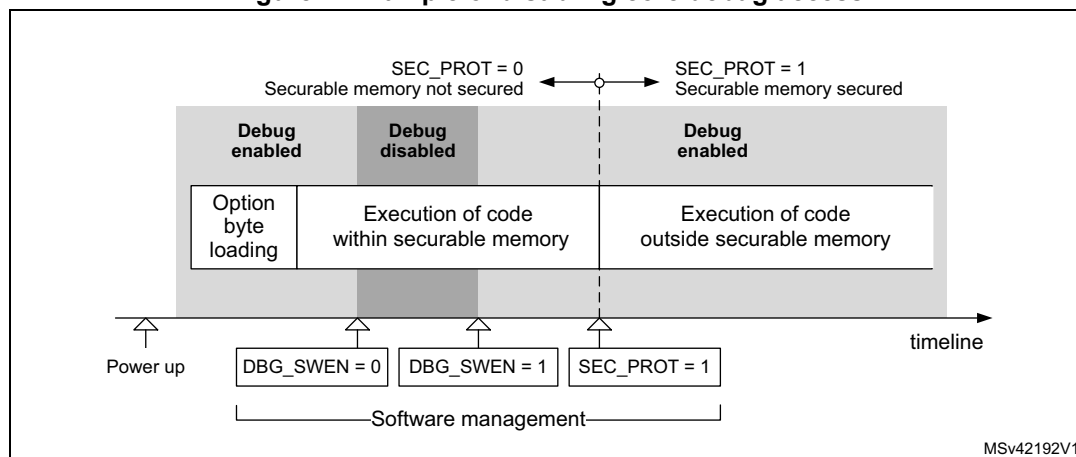 SEC_PROT = 0
Securable memory not secured
SEC_PROT = 1
Securable memory secured
Debug
enabled
Debug
disabled
Debug
enabled
Option
byte
loading
Execution of code
within securable memory
Execution of code
outside securable memory
timeline
Power up
DBG_SWEN = 0
DBG_SWEN = 1
SEC_PROT = 1
Software management
MSv42192V1